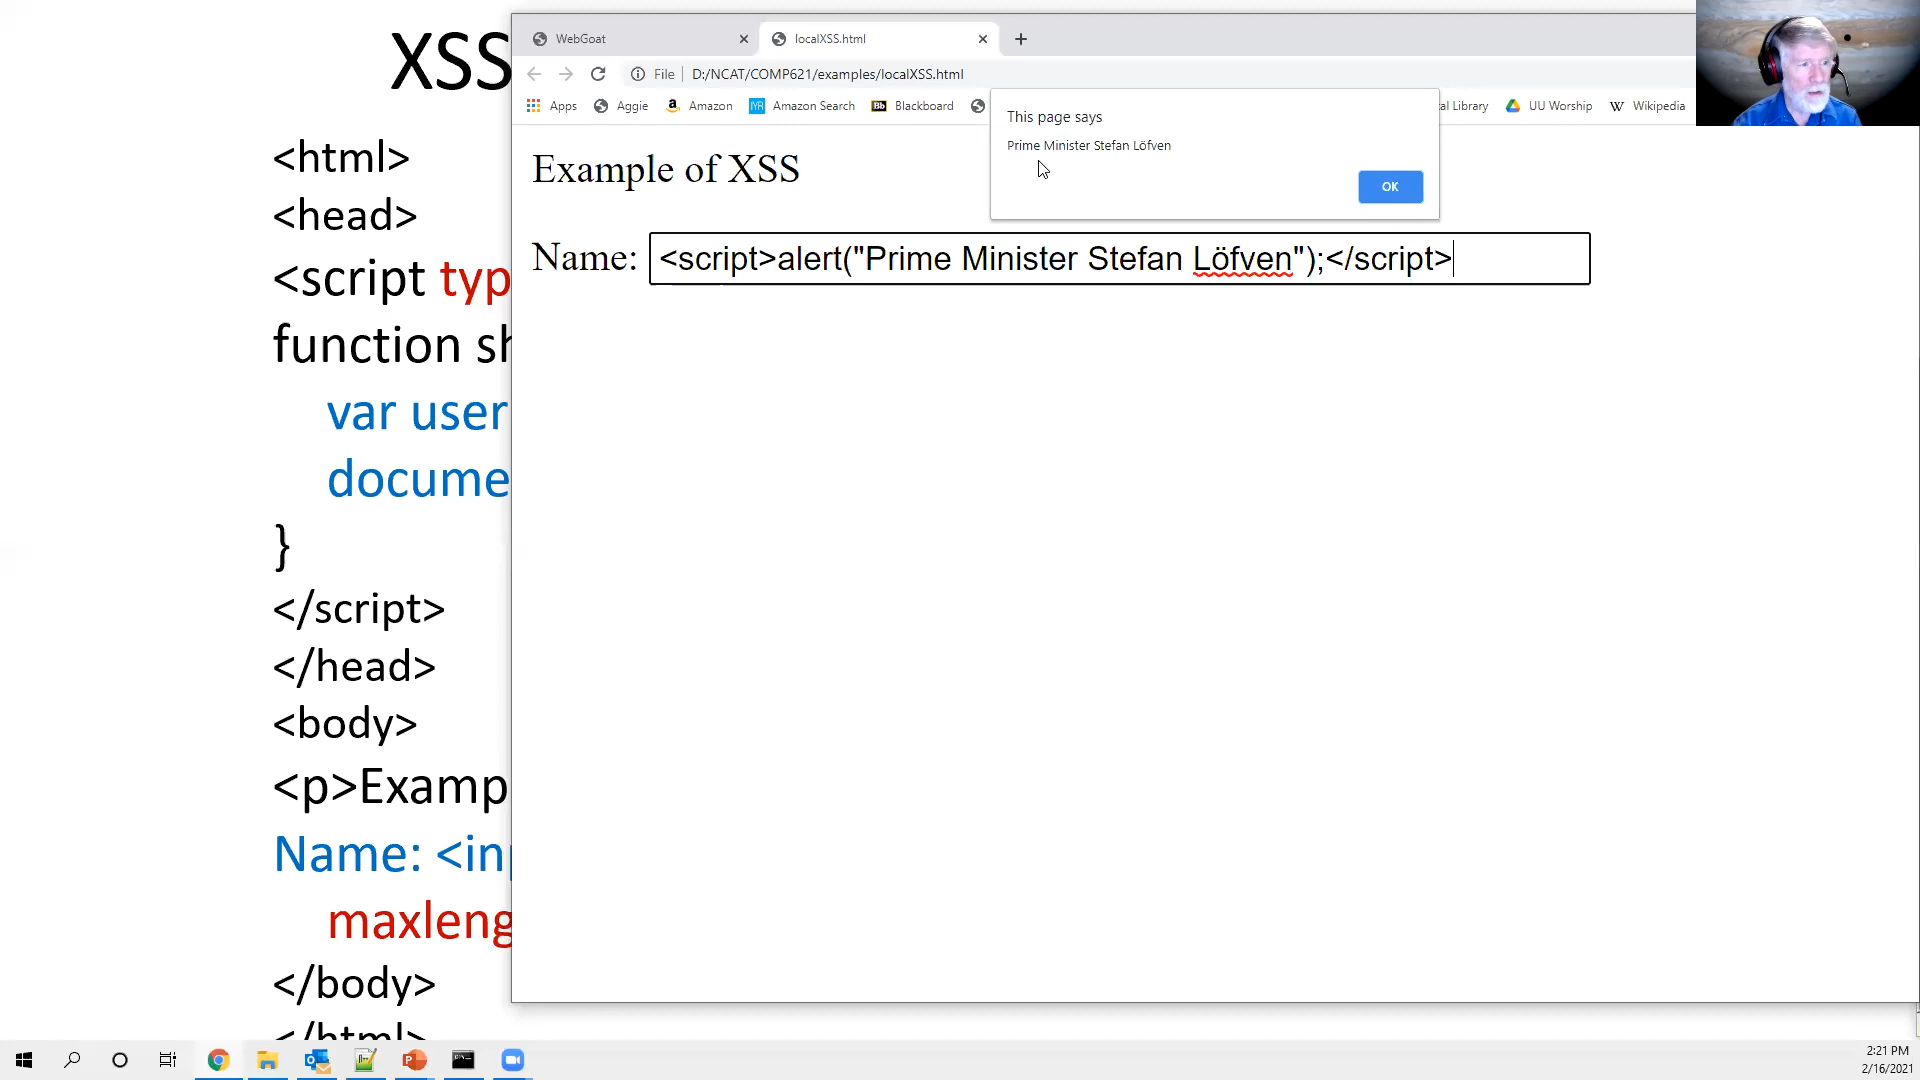 XSS
<html>
<head>
<script typ
function sh
var user
docume
}
</script>
</head>
<body>
<p>Examp
Name: <inp
maxleng
</body>
</html>
WebGoat
localXSS.html
File
D:/NCAT/COMP621/examples/localXSS.html
Apps
Aggie
Amazon
Amazon Search
Blackboard
al Library
UU Worship
Wikipedia
This page says
Prime Minister Stefan Löfven
OK
Example of XSS
Name: <script>alert("Prime Minister Stefan Löfven");</script>
2:21 PM
2/16/2021